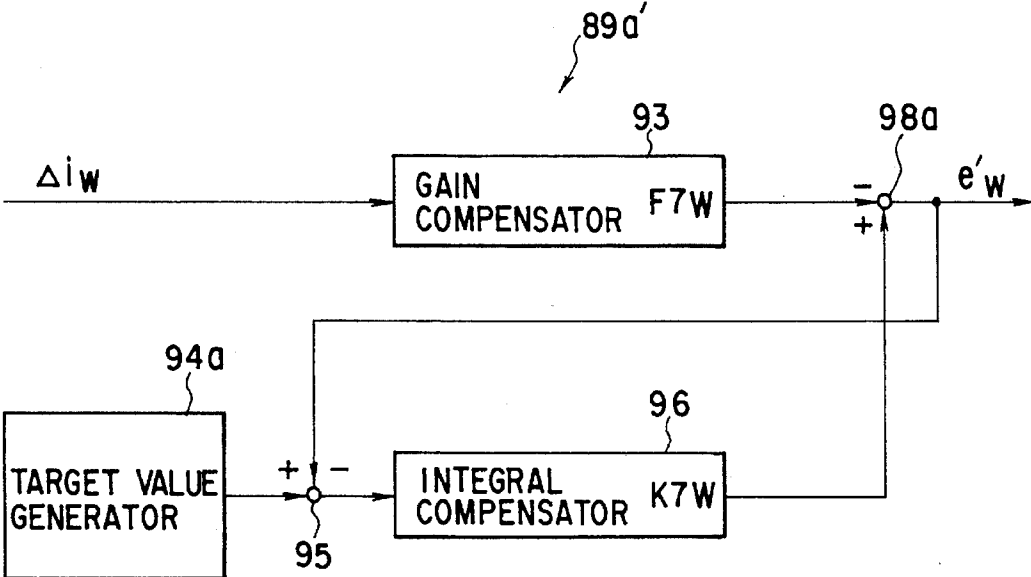 89a'
93
98a
Δiw
GAIN
COMPENSATOR F7W
−
+
e'w
94a
96
TARGET VALUE
GENERATOR
+ −
95
INTEGRAL
COMPENSATOR K7W